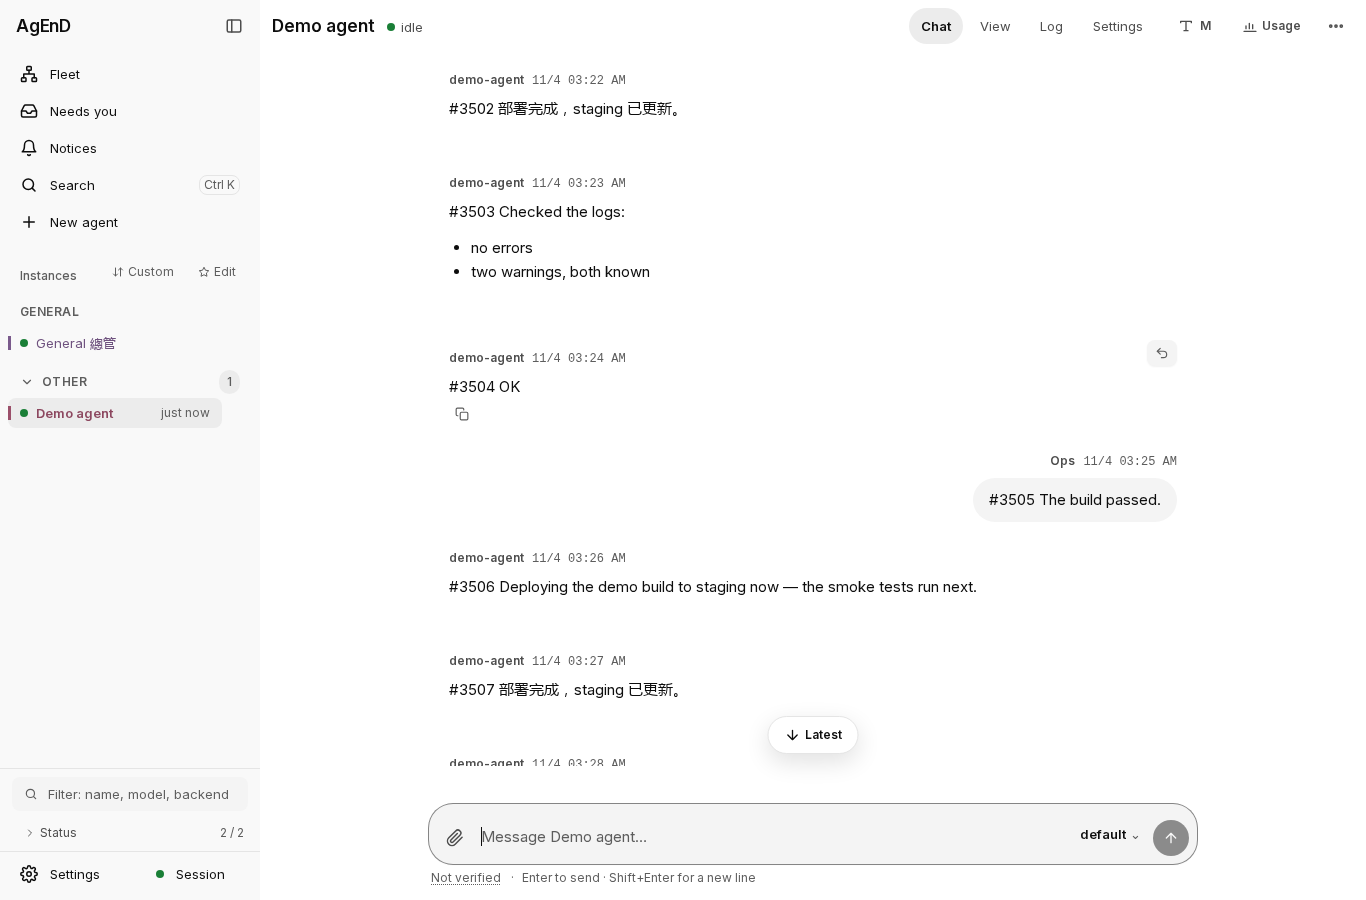 AgEnD
Fleet
Needs you
Notices
Search Ctrl K
New agent
Instances Custom Edit
GENERAL
General 總管
OTHER 1
Demo agent just now
Filter: name, model, backend
Status 2 / 2
Settings Session
Demo agent idle
Chat View Log Settings M Usage
demo-agent 11/4 03:22 AM
#3502 部署完成，staging 已更新。
demo-agent 11/4 03:23 AM
#3503 Checked the logs:
• no errors
• two warnings, both known
demo-agent 11/4 03:24 AM
#3504 OK
Ops 11/4 03:25 AM
#3505 The build passed.
demo-agent 11/4 03:26 AM
#3506 Deploying the demo build to staging now — the smoke tests run next.
demo-agent 11/4 03:27 AM
#3507 部署完成，staging 已更新。
Latest
demo-agent 11/4 03:28 AM
Message Demo agent...
default
Not verified · Enter to send · Shift+Enter for a new line